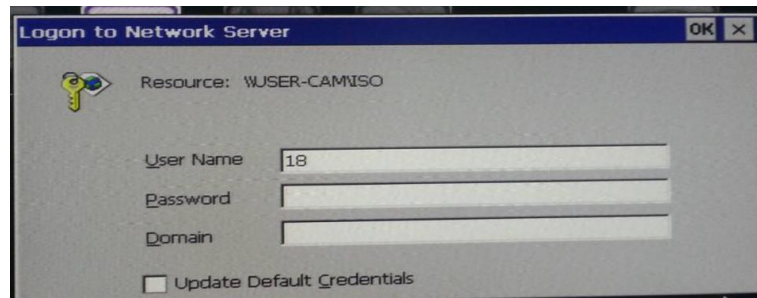 Logon to Network Server OK ×
Resource: \\USER-CAM\ISO
User Name 18
Password
Domain
Update Default Credentials